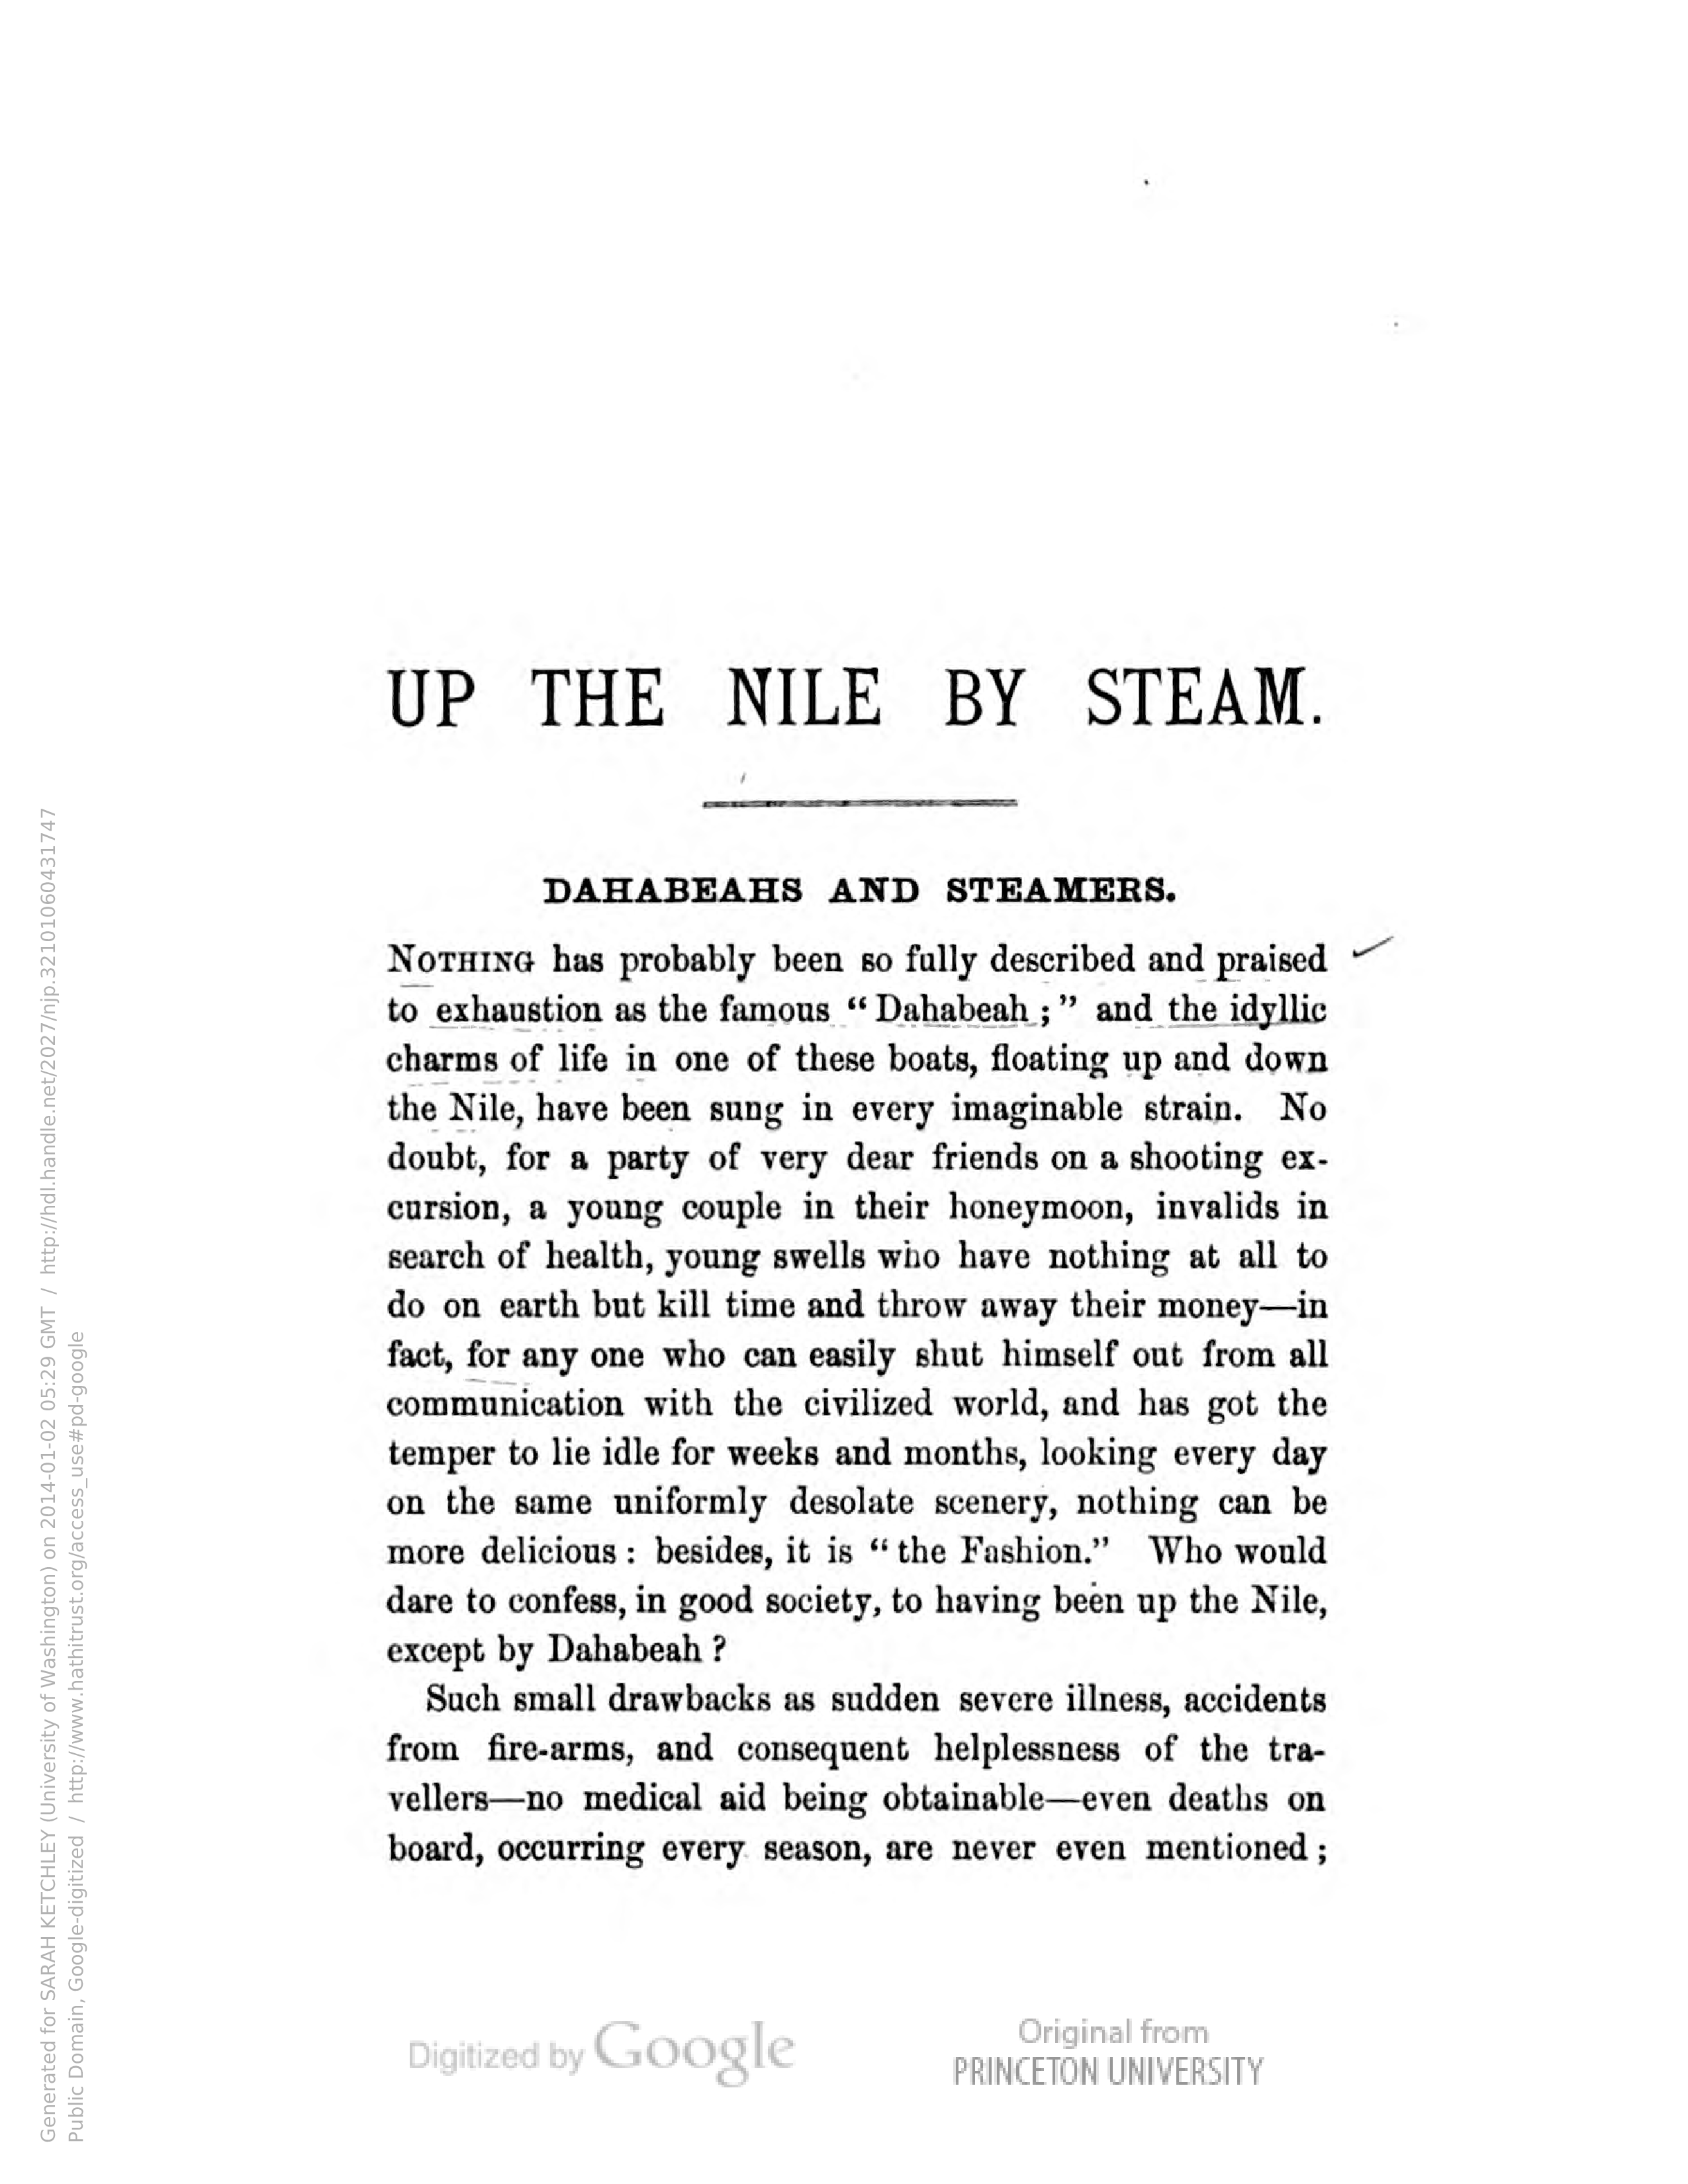 UP THE NILE BY STEAM.
DAHABEAHS AND STEAMERS.
NOTHING has probably been so fully described and praised
to exhaustion as the famous “Dahabeah;” and the idyllic
charms of life in one of these boats, floating up and down
the Nile, have been sung in every imaginable strain. No
doubt, for a party of very dear friends on a shooting ex-
cursion, a young couple in their honeymoon, invalids in
search of health, young swells who have nothing at all to
do on earth but kill time and throw away their money—in
fact, for any one who can easily shut himself out from all
communication with the civilized world, and has got the
temper to lie idle for weeks and months, looking every day
on the same uniformly desolate scenery, nothing can be
more delicious: besides, it is “the Fashion.” Who would
dare to confess, in good society, to having been up the Nile,
except by Dahabeah?
Such small drawbacks as sudden severe illness, accidents
from fire-arms, and consequent helplessness of the tra-
vellers—no medical aid being obtainable—even deaths on
board, occurring every season, are never even mentioned;
Digitized by Google
Original from
PRINCETON UNIVERSITY
Generated for SARAH KETCHLEY (University of Washington) on 2014-01-02 05:29 GMT / http://hdl.handle.net/2027/njp.32101060431747
Public Domain, Google-digitized / http://www.hathitrust.org/access_use#pd-google